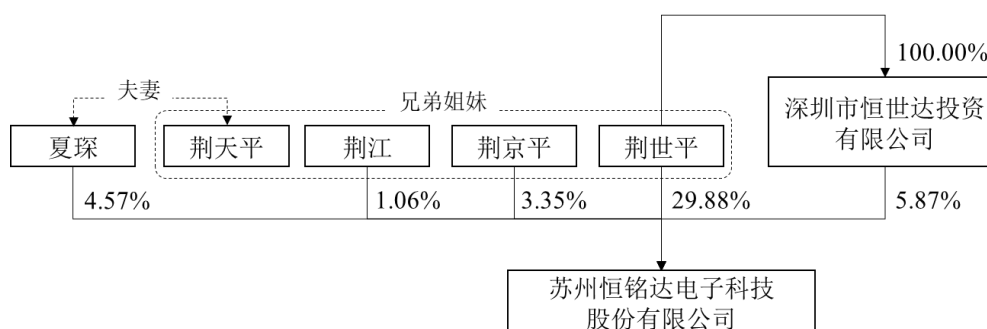 100.00%
夫妻
兄弟姐妹
深圳市恒世达投资
有限公司
夏琛
荆天平
荆江
荆京平
荆世平
4.57%
1.06%
3.35%
29.88%
5.87%
苏州恒铭达电子科技
股份有限公司